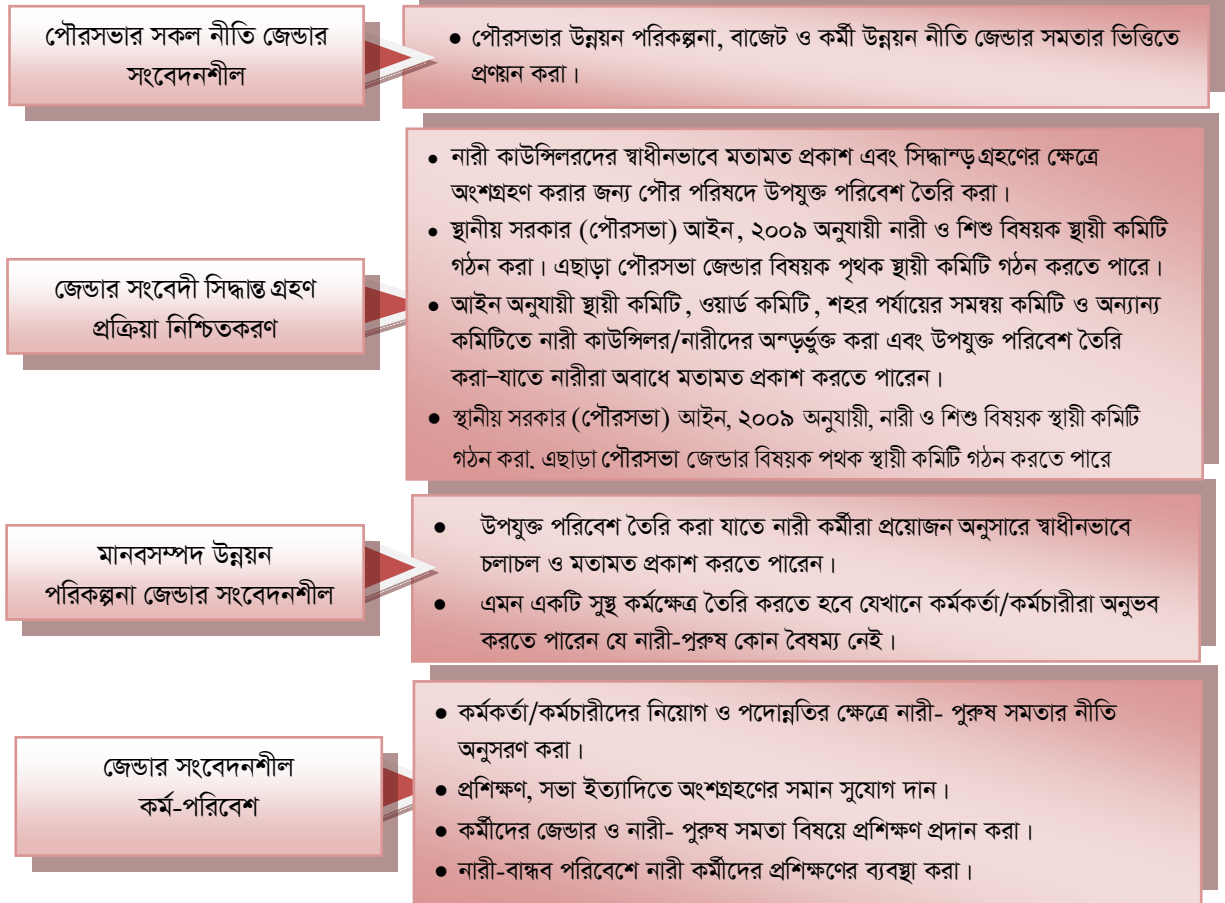 পৌরসভার সকল নীতি জেন্ডার
সংবেদনশীল
● পৌরসভার উন্নয়ন পরিকল্পনা, বাজেট ও কর্মী উন্নয়ন নীতি জেন্ডার সমতার ভিত্তিতে
প্রণয়ন করা।
জেন্ডার সংবেদী সিদ্ধান্ত গ্রহণ
প্রক্রিয়া নিশ্চিতকরণ
● নারী কাউন্সিলরদের স্বাধীনভাবে মতামত প্রকাশ এবং সিদ্ধান্ড়গ্রহণের ক্ষেত্রে
অংশগ্রহণ করার জন্য পৌর পরিষদে উপযুক্ত পরিবেশ তৈরি করা।
● স্থানীয় সরকার (পৌরসভা) আইন, ২০০৯ অনুযায়ী নারী ও শিশু বিষয়ক স্থায়ী কমিটি
গঠন করা। এছাড়া পৌরসভা জেন্ডার বিষয়ক পৃথক স্থায়ী কমিটি গঠন করতে পারে।
● আইন অনুযায়ী স্থায়ী কমিটি, ওয়ার্ড কমিটি, শহর পর্যায়ের সমন্বয় কমিটি ও অন্যান্য
কমিটিতে নারী কাউন্সিলর/নারীদের অন্ড়র্ভুক্ত করা এবং উপযুক্ত পরিবেশ তৈরি
করা–যাতে নারীরা অবাধে মতামত প্রকাশ করতে পারেন।
● স্থানীয় সরকার (পৌরসভা) আইন, ২০০৯ অনুযায়ী, নারী ও শিশু বিষয়ক স্থায়ী কমিটি
গঠন করা, এছাড়া পৌরসভা জেন্ডার বিষয়ক পৃথক স্থায়ী কমিটি গঠন করতে পারে
মানবসম্পদ উন্নয়ন
পরিকল্পনা জেন্ডার সংবেদনশীল
● উপযুক্ত পরিবেশ তৈরি করা যাতে নারী কর্মীরা প্রয়োজন অনুসারে স্বাধীনভাবে
চলাচল ও মতামত প্রকাশ করতে পারেন।
● এমন একটি সুষ্থ কর্মক্ষেত্র তৈরি করতে হবে যেখানে কর্মকর্তা/কর্মচারীরা অনুভব
করতে পারেন যে নারী-পুরুষ কোন বৈষম্য নেই।
জেন্ডার সংবেদনশীল
কর্ম-পরিবেশ
● কর্মকর্তা/কর্মচারীদের নিয়োগ ও পদোন্নতির ক্ষেত্রে নারী- পুরুষ সমতার নীতি
অনুসরণ করা।
● প্রশিক্ষণ, সভা ইত্যাদিতে অংশগ্রহণের সমান সুযোগ দান।
● কর্মীদের জেন্ডার ও নারী- পুরুষ সমতা বিষয়ে প্রশিক্ষণ প্রদান করা।
● নারী-বান্ধব পরিবেশে নারী কর্মীদের প্রশিক্ষণের ব্যবস্থা করা।